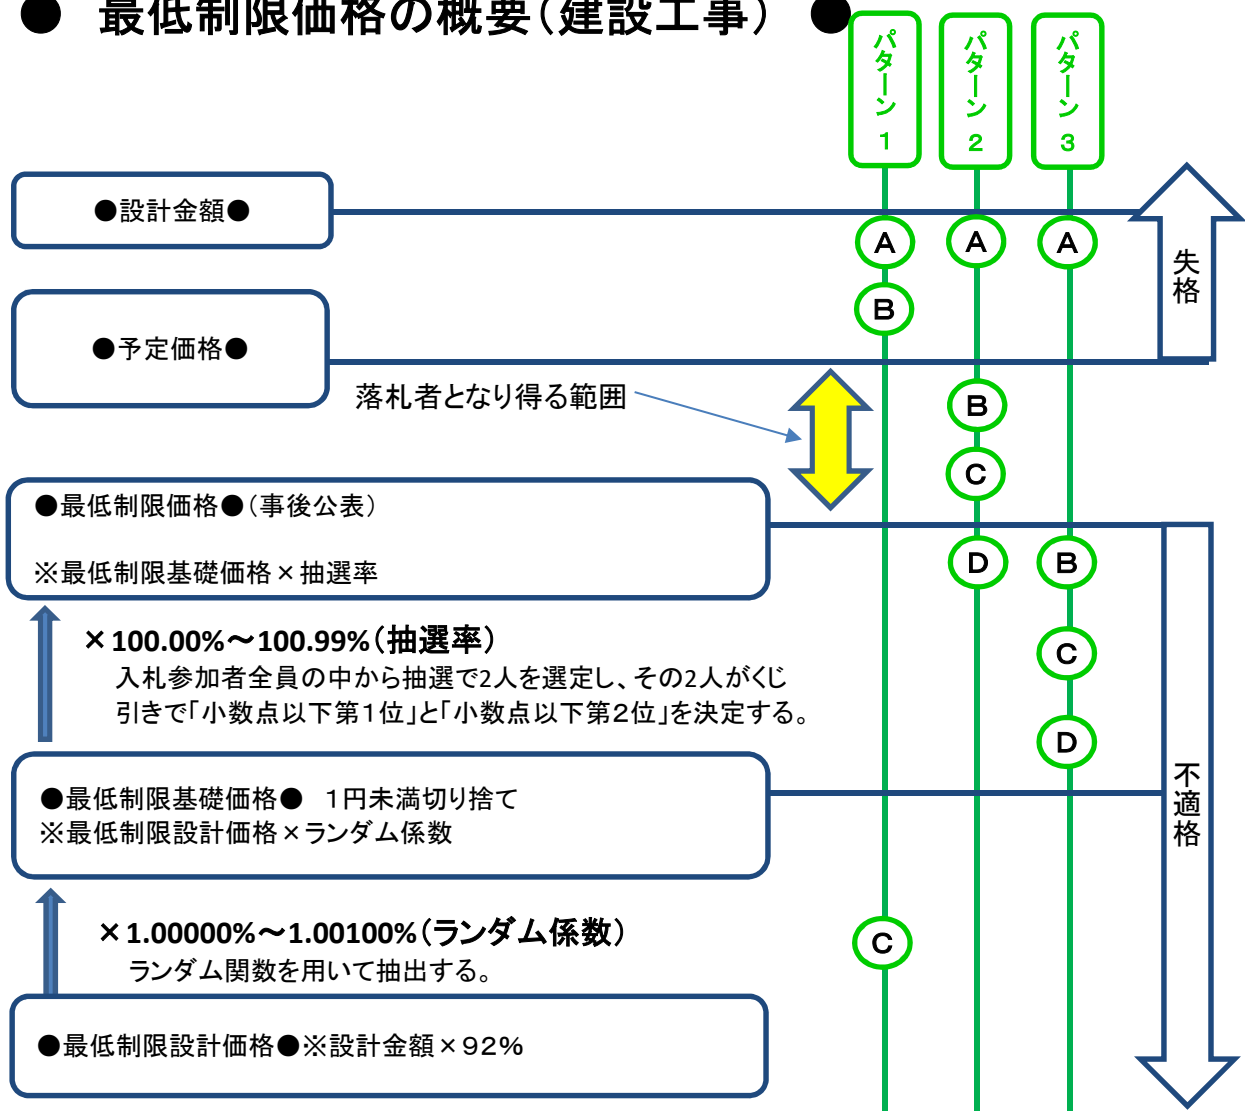 ● 最低制限価格の概要(建設工事) ●
パターン1
パターン2
パターン3
●設計金額●
A
A
A
失格
B
●予定価格●
落札者となり得る範囲
B
C
●最低制限価格●(事後公表)
※最低制限基礎価格×抽選率
D
B
×100.00%~100.99%(抽選率)
入札参加者全員の中から抽選で2人を選定し、その2人がくじ
引きで「小数点以下第1位」と「小数点以下第2位」を決定する。
C
D
●最低制限基礎価格● 1円未満切り捨て
※最低制限設計価格×ランダム係数
不適格
×1.00000%~1.00100%(ランダム係数)
ランダム関数を用いて抽出する。
C
●最低制限設計価格●※設計金額×92%